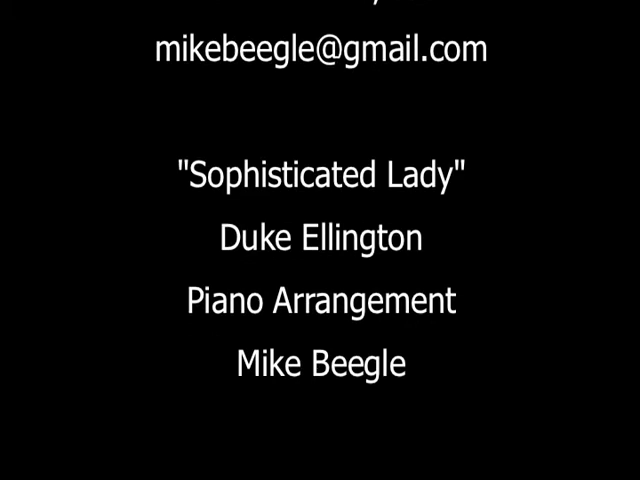 mikebeegle@gmail.com
"Sophisticated Lady"
Duke Ellington
Piano Arrangement
Mike Beegle